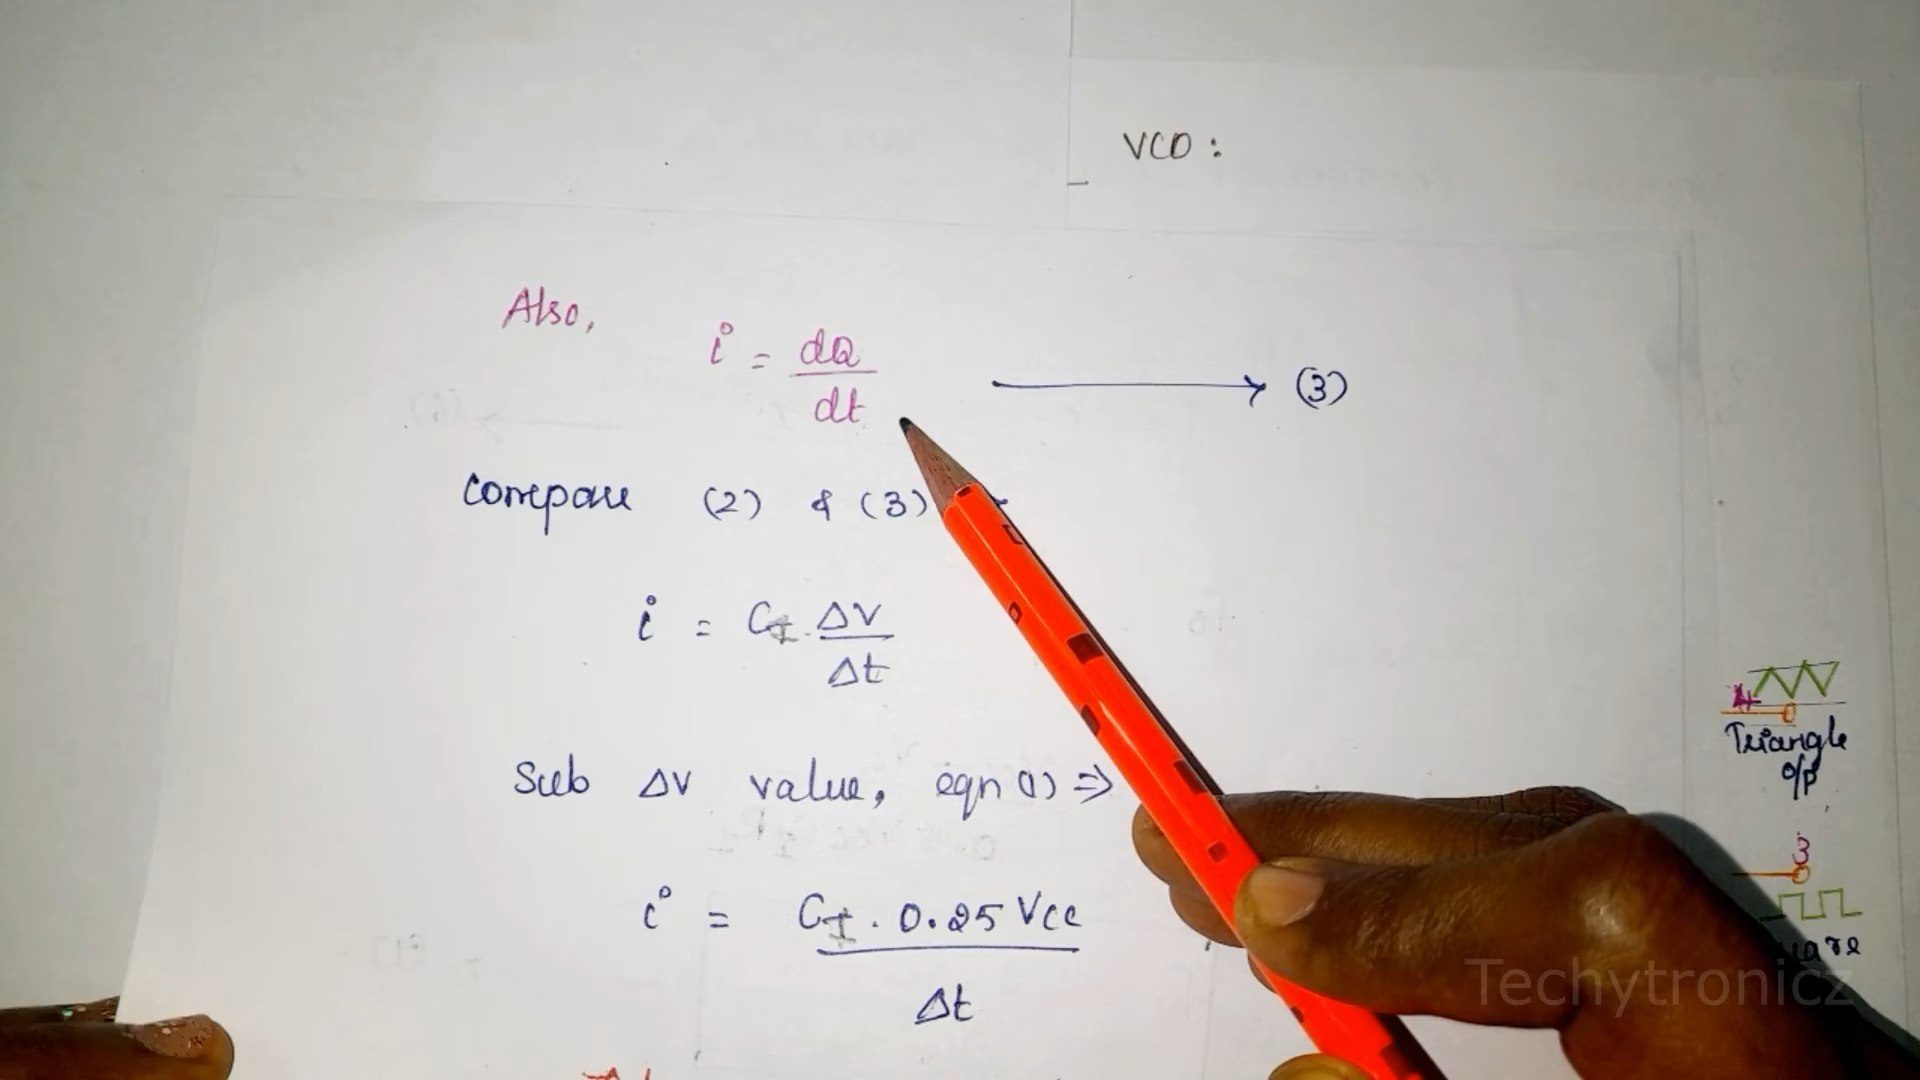 VCO :
Also,
i = dQ
dt
(3)
compare (2) & (3)
i = CT . ΔV
Δt
Sub ΔV value, eqn (1) ⇒
i = CT . 0.25 Vcc
Δt
4
Triangle
o/p
3
Techytronicz